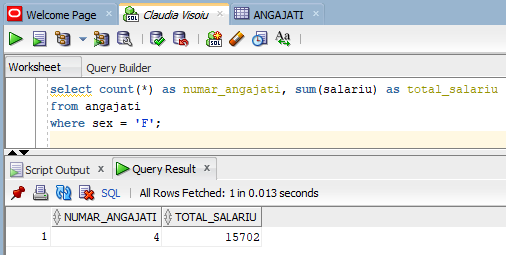 Welcome Page Claudia Visoiu ANGAJATI
SQL Aa
Worksheet Query Builder
select count(*) as numar_angajati, sum(salariu) as total_salariu
from angajati
where sex = 'F';
Script Output Query Result
SQL All Rows Fetched: 1 in 0.013 seconds
NUMAR_ANGAJATI TOTAL_SALARIU
1 4 15702